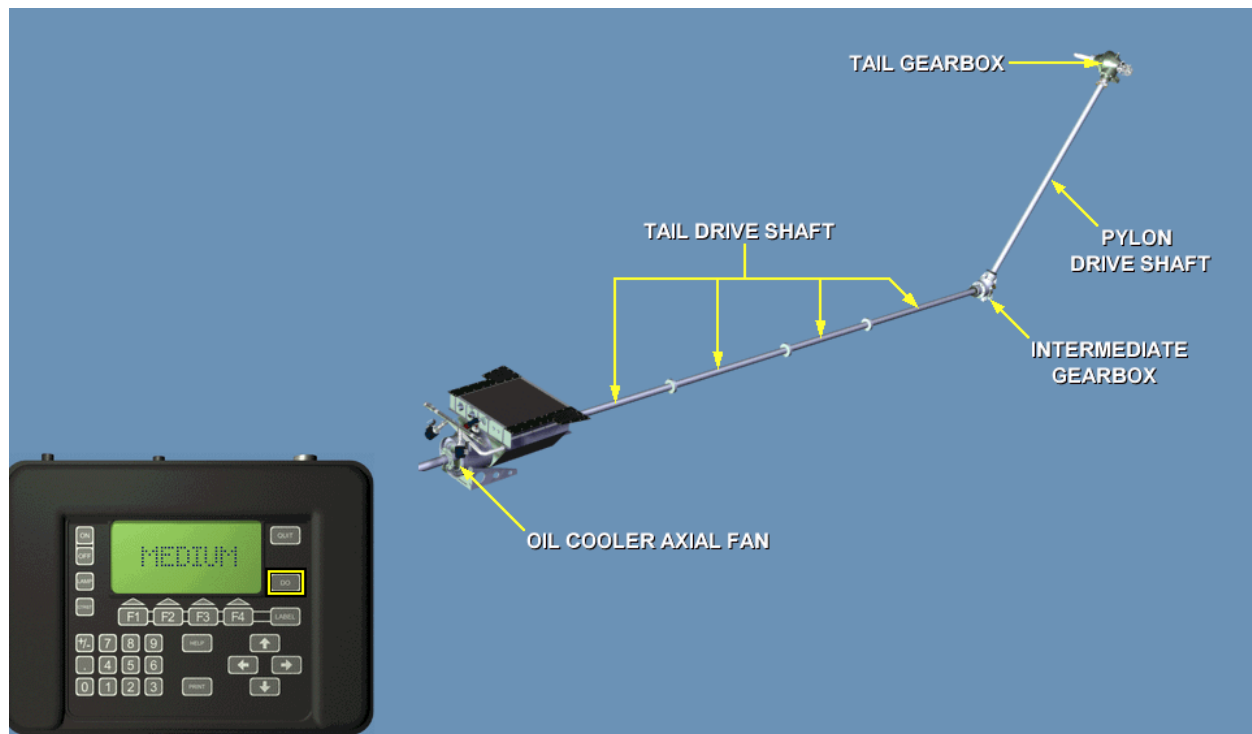 TAIL GEARBOX
TAIL DRIVE SHAFT
PYLON
DRIVE SHAFT
INTERMEDIATE
GEARBOX
OIL COOLER AXIAL FAN
ON
OFF
LAMP
MEDIUM
QUIT
DO
F1 F2 F3 F4 LABEL
+/- 7 8 9 HELP
. 4 5 6
0 1 2 3 PRINT